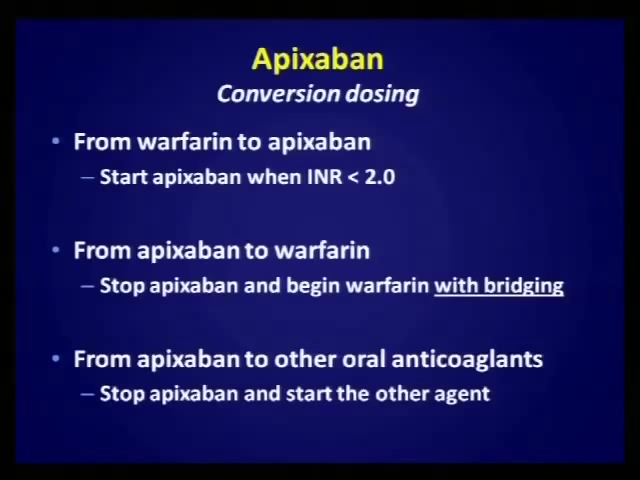 Apixaban
Conversion dosing
• From warfarin to apixaban
– Start apixaban when INR < 2.0
• From apixaban to warfarin
– Stop apixaban and begin warfarin with bridging
• From apixaban to other oral anticoaglants
– Stop apixaban and start the other agent